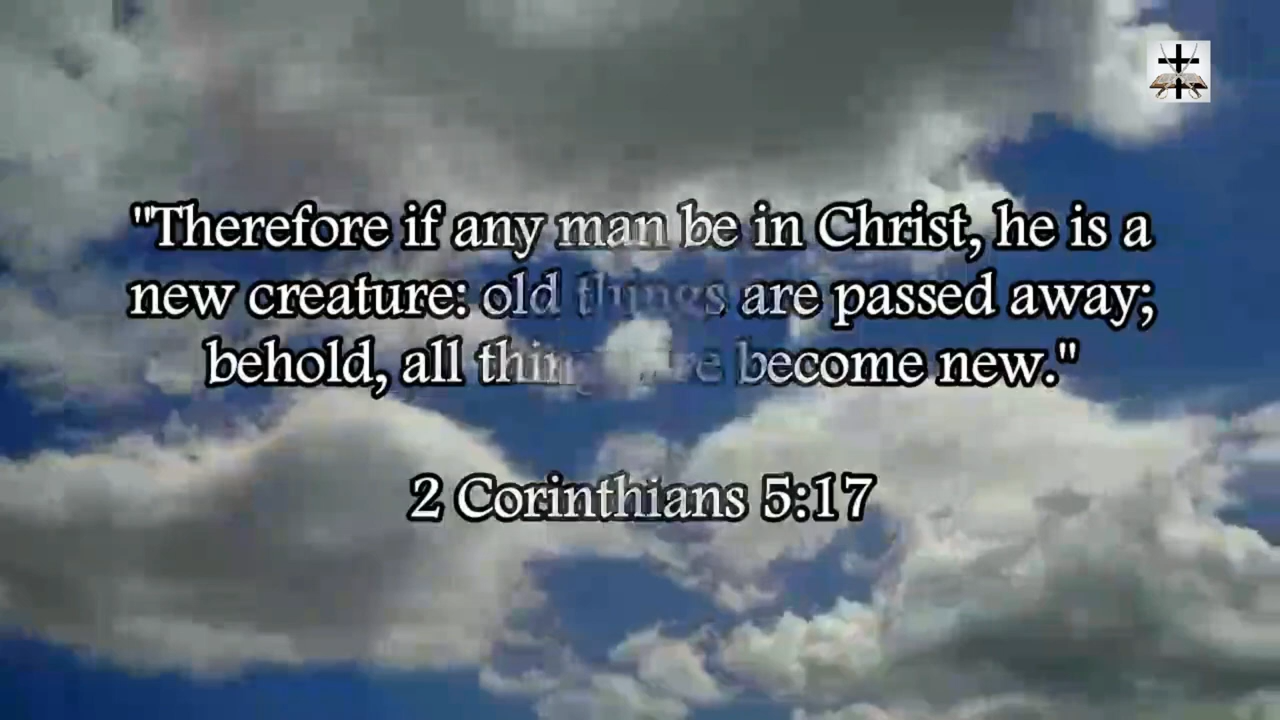 "Therefore if any man be in Christ, he is a
new creature: old things are passed away;
behold, all things are become new."
2 Corinthians 5:17